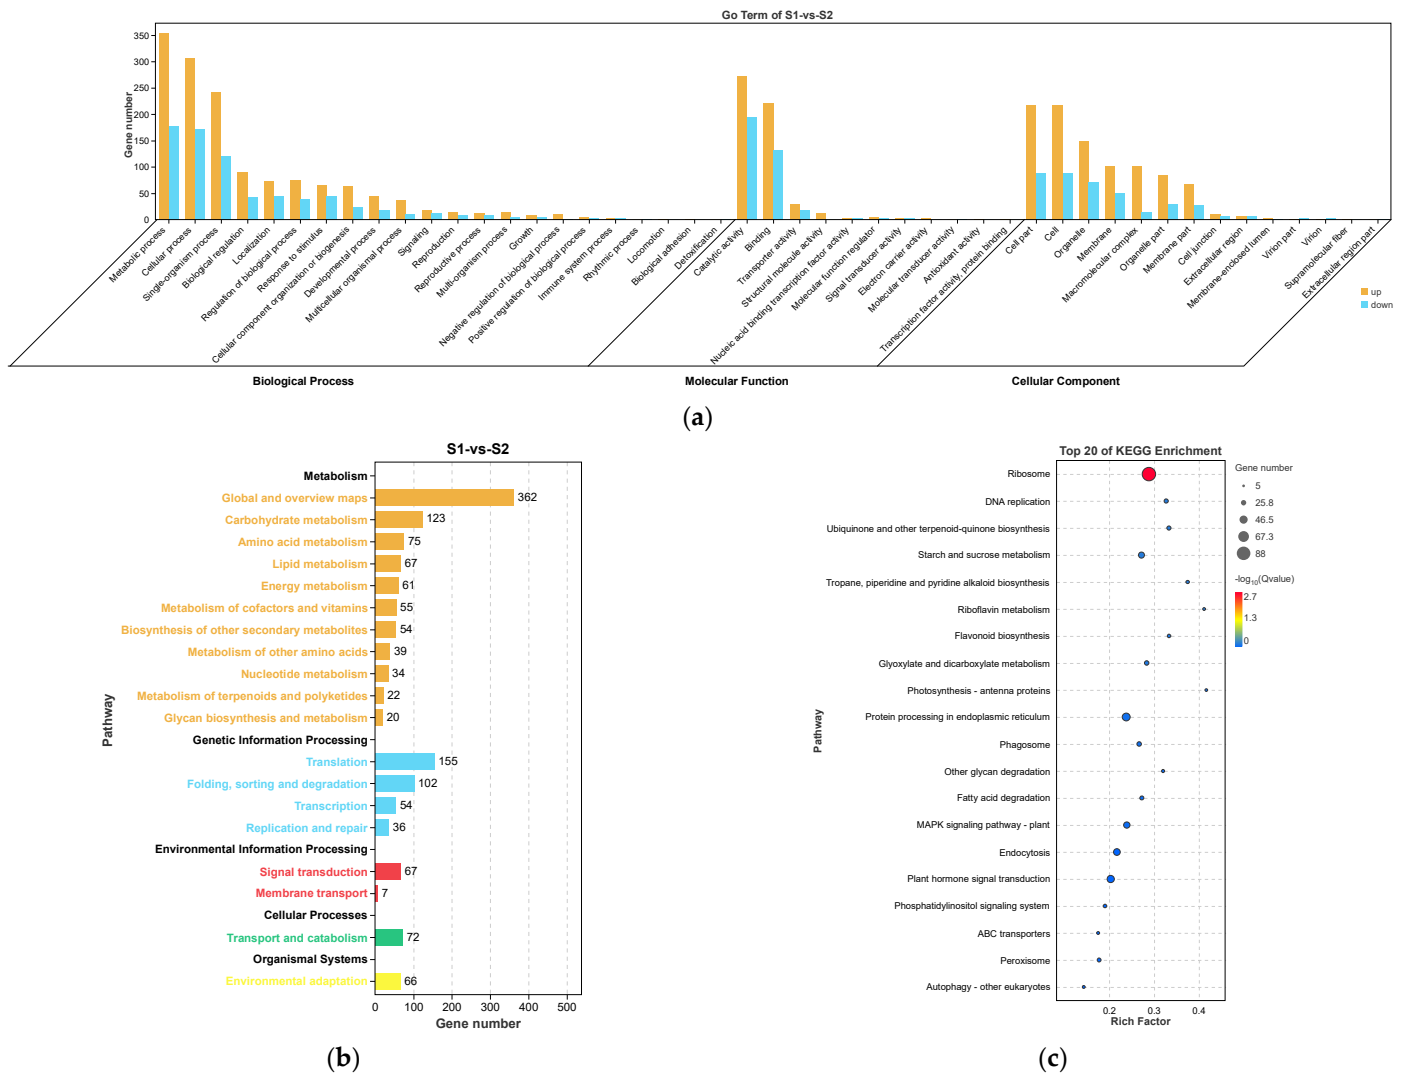 Go Term of S1-vs-S2
Gene number
350
300
250
200
150
100
50
0
Metabolic process
Cellular process
Single-organism process
Biological regulation
Localization
Regulation of biological process
Response to stimulus
Cellular component organization or biogenesis
Developmental process
Multicellular organismal process
Signaling
Reproduction
Reproductive process
Multi-organism process
Growth
Negative regulation of biological process
Positive regulation of biological process
Immune system process
Rhythmic process
Locomotion
Biological adhesion
Detoxification
Catalytic activity
Binding
Transporter activity
Structural molecule activity
Nucleic acid binding transcription factor activity
Molecular function regulator
Signal transducer activity
Electron carrier activity
Molecular transducer activity
Antioxidant activity
Transcription factor activity, protein binding
Cell part
Cell
Organelle
Membrane
Macromolecular complex
Organelle part
Membrane part
Cell junction
Extracellular region
Membrane-enclosed lumen
Virion part
Virion
Supramolecular fiber
Extracellular region part
up
down
Biological Process
Molecular Function
Cellular Component
(a)
S1-vs-S2
Pathway
Metabolism
Global and overview maps 362
Carbohydrate metabolism 123
Amino acid metabolism 75
Lipid metabolism 67
Energy metabolism 61
Metabolism of cofactors and vitamins 55
Biosynthesis of other secondary metabolites 54
Metabolism of other amino acids 39
Nucleotide metabolism 34
Metabolism of terpenoids and polyketides 22
Glycan biosynthesis and metabolism 20
Genetic Information Processing
Translation 155
Folding, sorting and degradation 102
Transcription 54
Replication and repair 36
Environmental Information Processing
Signal transduction 67
Membrane transport 7
Cellular Processes
Transport and catabolism 72
Organismal Systems
Environmental adaptation 66
0 100 200 300 400 500
Gene number
(b)
Top 20 of KEGG Enrichment
Pathway
Ribosome
DNA replication
Ubiquinone and other terpenoid-quinone biosynthesis
Starch and sucrose metabolism
Tropane, piperidine and pyridine alkaloid biosynthesis
Riboflavin metabolism
Flavonoid biosynthesis
Glyoxylate and dicarboxylate metabolism
Photosynthesis - antenna proteins
Protein processing in endoplasmic reticulum
Phagosome
Other glycan degradation
Fatty acid degradation
MAPK signaling pathway - plant
Endocytosis
Plant hormone signal transduction
Phosphatidylinositol signaling system
ABC transporters
Peroxisome
Autophagy - other eukaryotes
0.2 0.3 0.4
Rich Factor
Gene number
5
25.8
46.5
67.3
88
-log10(Qvalue)
2.7
1.3
0
(c)